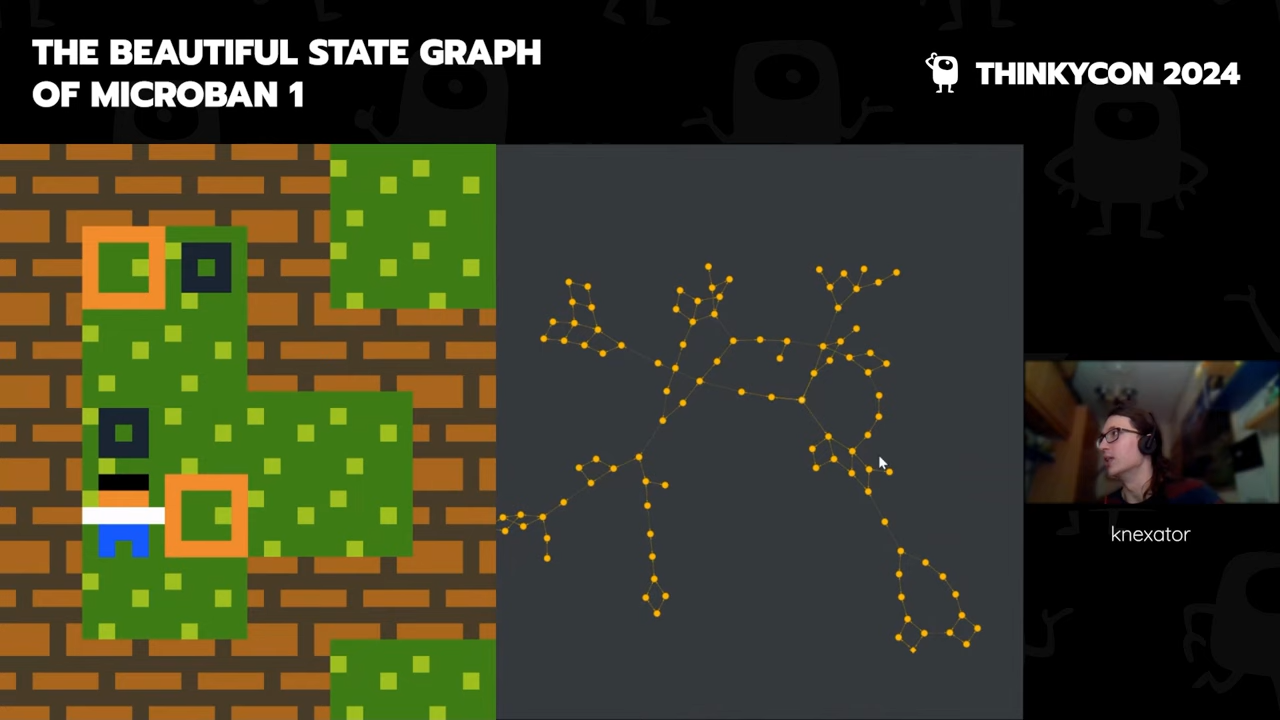 THE BEAUTIFUL STATE GRAPH
OF MICROBAN 1
THINKYCON 2024
knexator